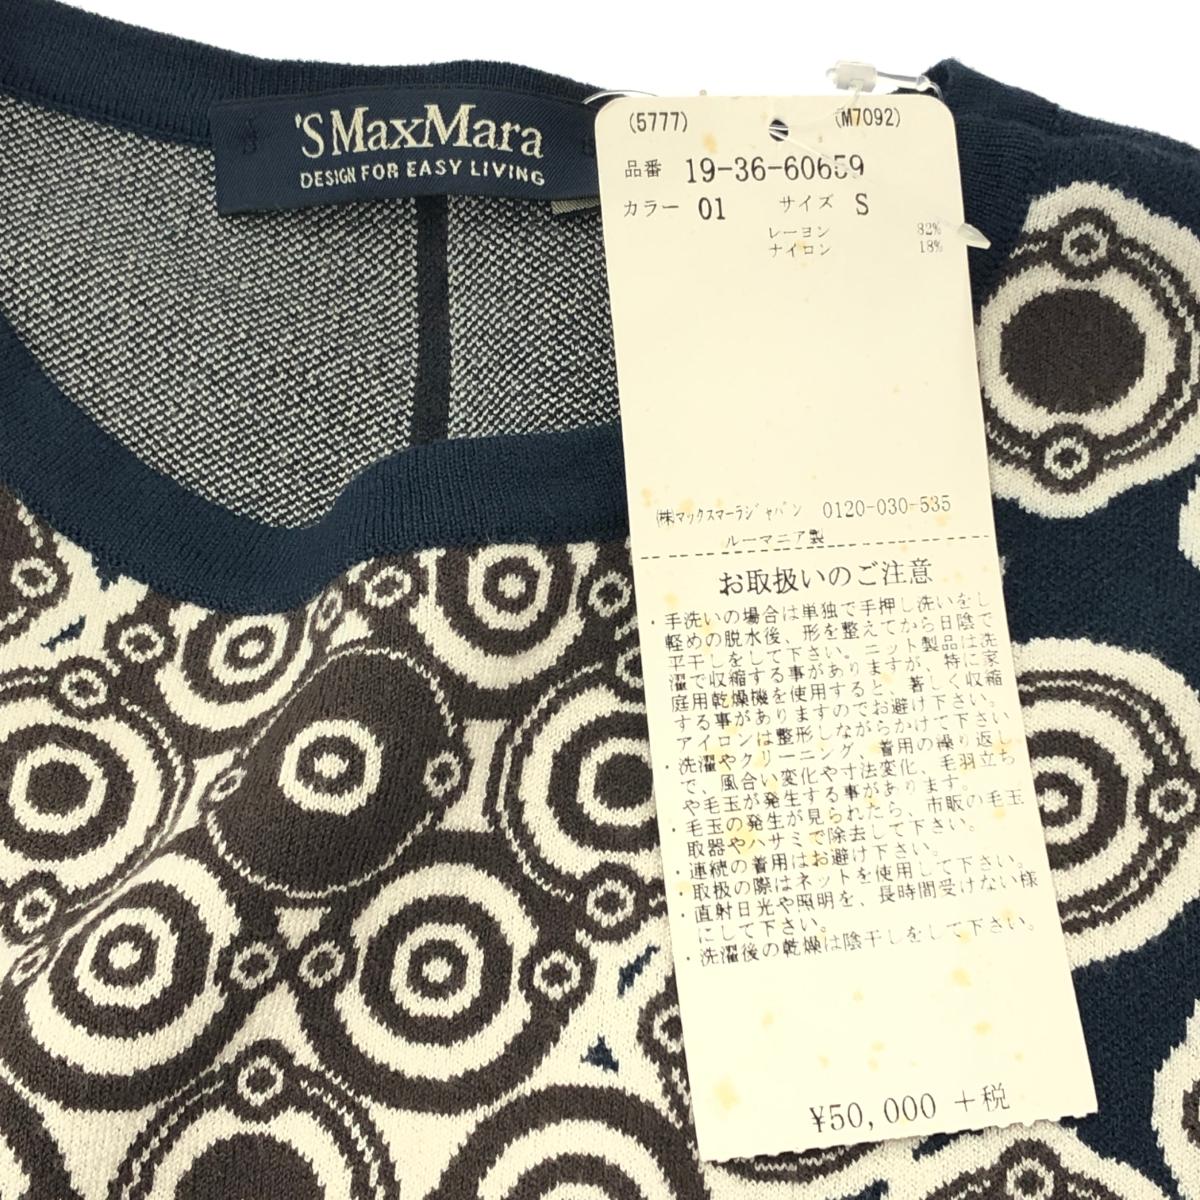 'S MaxMara
DESIGN FOR EASY LIVING
(5777) (M7092)
品番 19-36-60659
カラー 01 サイズ S
レーヨン 82%
ナイロン 18%
㈱マックスマーラジャパン 0120-030-535
ルーマニア製
お取扱いのご注意
・手洗いの場合は単独で手押し洗いをし
軽めの脱水後、形を整えてから日陰で
平干しをして下さい。ニット製品は洗
濯で収縮する事がありますが、特に家
庭用乾燥機を使用すると、著しく収縮
する事がありますのでお避け下さい。
アイロンは整形しながらかけて下さい
・洗濯やクリーニング、着用の繰り返し
で、風合い変化や寸法変化、毛羽立ち
や毛玉が発生する事があります。
・毛玉の発生が見られたら、市販の毛玉
取器やハサミで除去して下さい。
・連続の着用はお避け下さい。
・取扱の際はネットを使用して下さい。
・直射日光や照明を、長時間受けない様
にして下さい。
・洗濯後の乾燥は陰干しをして下さい。
¥50,000 +税